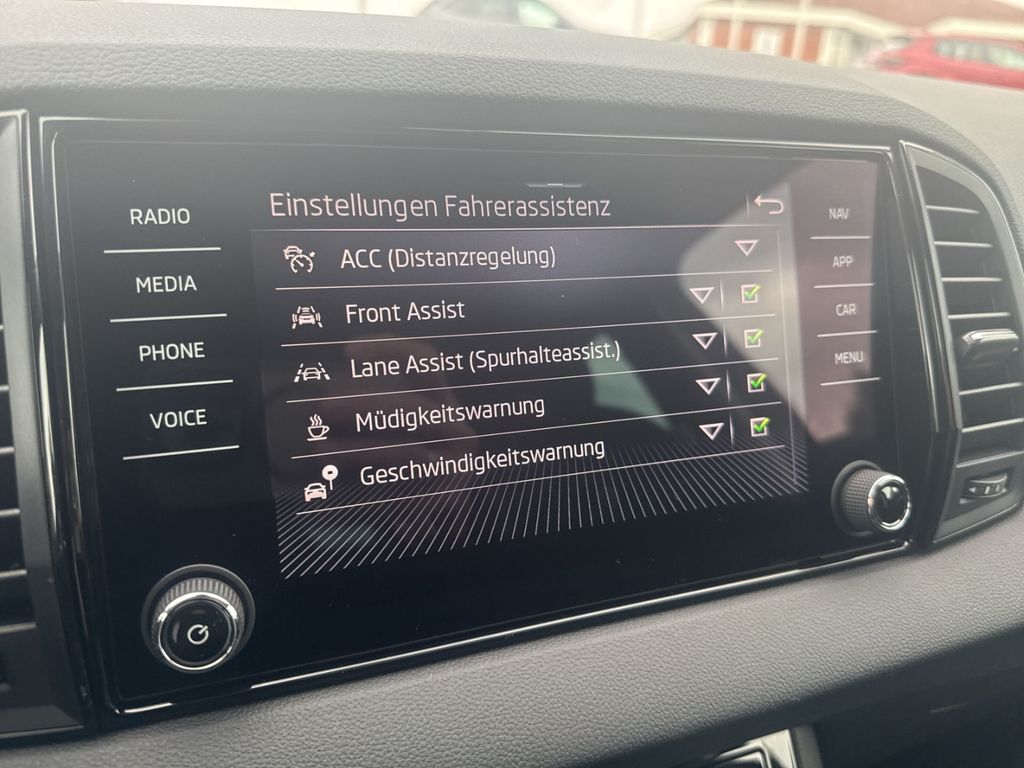 RADIO
MEDIA
PHONE
VOICE
Einstellungen Fahrerassistenz
ACC (Distanzregelung)
Front Assist
Lane Assist (Spurhalteassist.)
Müdigkeitswarnung
Geschwindigkeitswarnung
NAV
APP
CAR
MENU